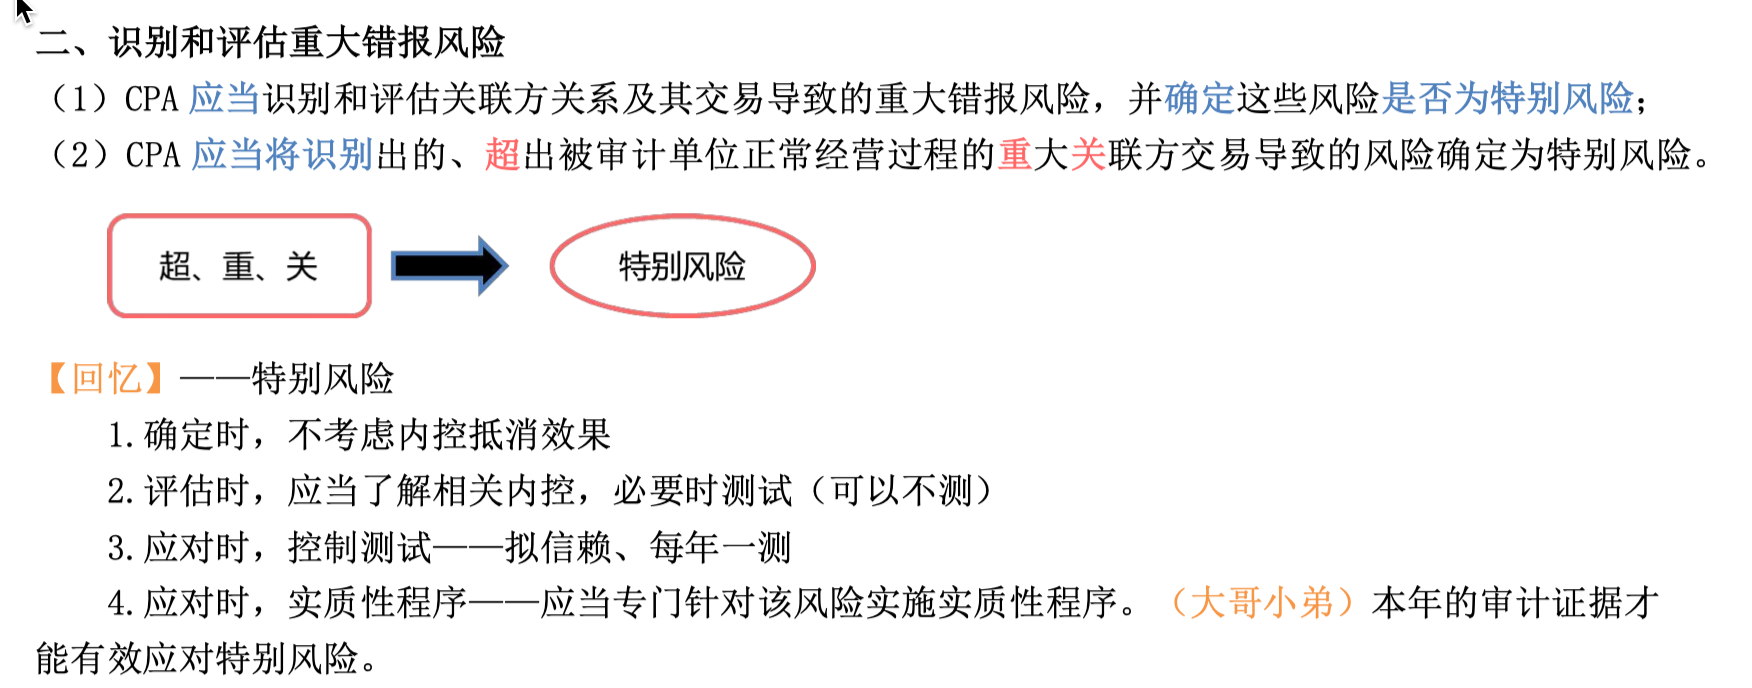 二、识别和评估重大错报风险
（1）CPA 应当识别和评估关联方关系及其交易导致的重大错报风险，并确定这些风险是否为特别风险；
（2）CPA 应当将识别出的、超出被审计单位正常经营过程的重大关联方交易导致的风险确定为特别风险。
超、重、关
特别风险
【回忆】——特别风险
1.确定时，不考虑内控抵消效果
2.评估时，应当了解相关内控，必要时测试（可以不测）
3.应对时，控制测试——拟信赖、每年一测
4.应对时，实质性程序——应当专门针对该风险实施实质性程序。（大哥小弟）本年的审计证据才
能有效应对特别风险。